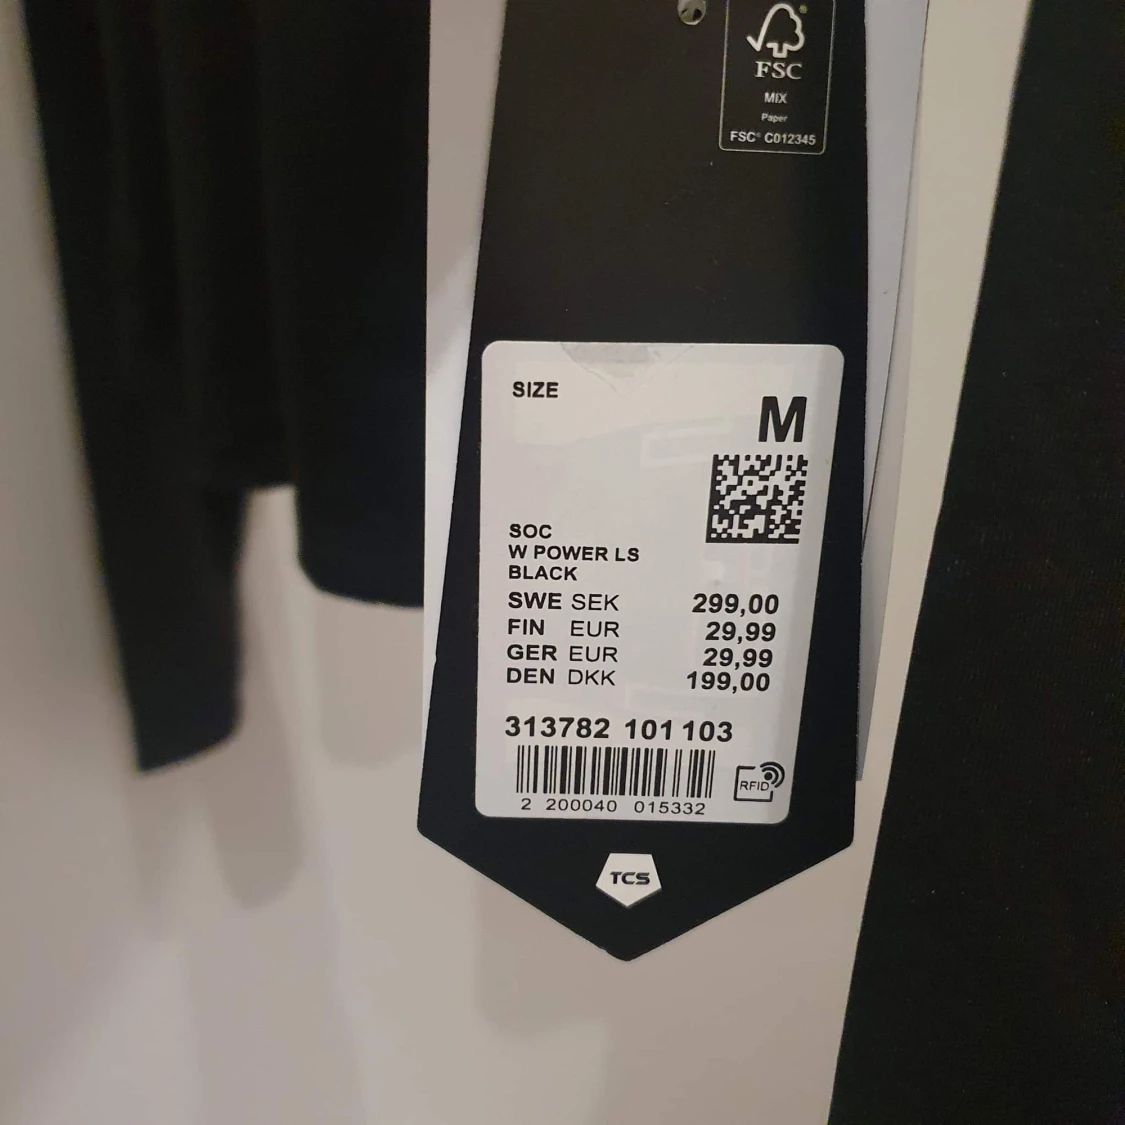 FSC®
MIX
Paper
FSC® C012345
SIZE
M
SOC
W POWER LS
BLACK
SWE SEK 299,00
FIN EUR 29,99
GER EUR 29,99
DEN DKK 199,00
313782 101 103
2 200040 015332
RFID
TCS